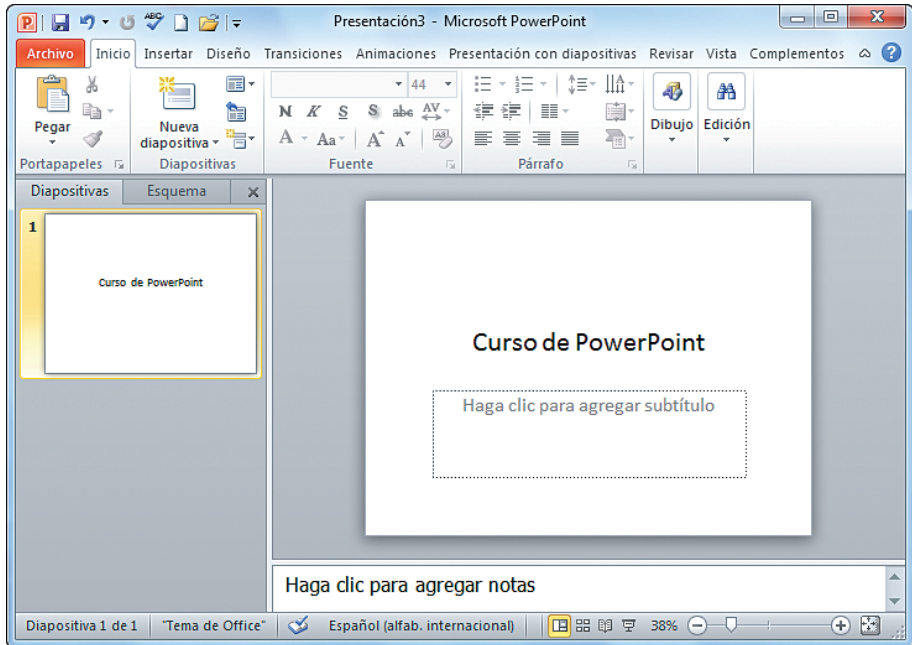 Presentación3 - Microsoft PowerPoint
Archivo Inicio Insertar Diseño Transiciones Animaciones Presentación con diapositivas Revisar Vista Complementos
Pegar
Nueva diapositiva
44
N K S S abc AV
A Aa A A
Dibujo Edición
Portapapeles Diapositivas Fuente Párrafo
Diapositivas Esquema
1
Curso de PowerPoint
Curso de PowerPoint
Haga clic para agregar subtítulo
Haga clic para agregar notas
Diapositiva 1 de 1 "Tema de Office" Español (alfab. internacional) 38%